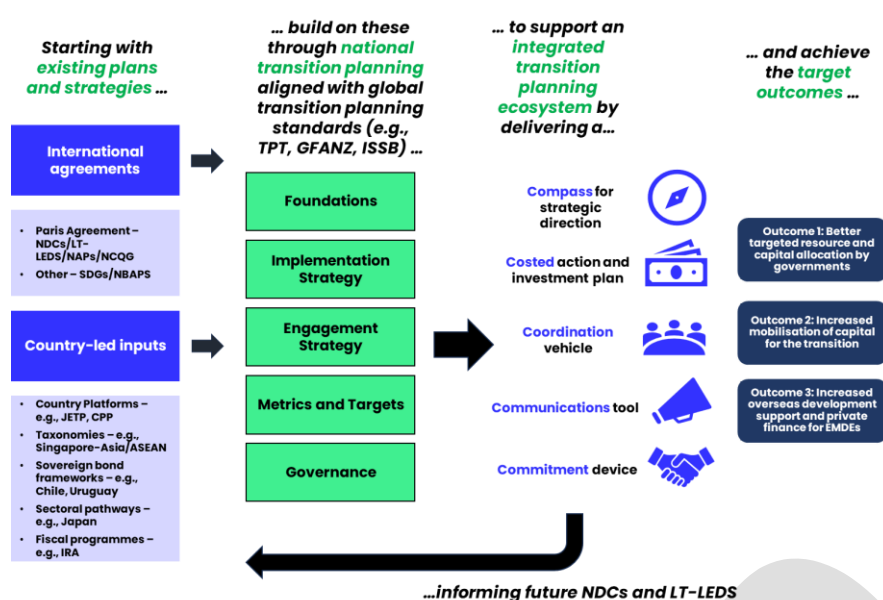 Starting with
existing plans
and strategies ...
International
agreements
• Paris Agreement –
NDCs/LT-
LEDS/NAPs/NCQG
• Other – SDGs/NBAPS
Country-led inputs
• Country Platforms –
e.g., JETP, CPP
• Taxonomies – e.g.,
Singapore-Asia/ASEAN
• Sovereign bond
frameworks – e.g.,
Chile, Uruguay
• Sectoral pathways –
e.g., Japan
• Fiscal programmes –
e.g., IRA
... build on these
through national
transition planning
aligned with global
transition planning
standards (e.g.,
TPT, GFANZ, ISSB) ...
Foundations
Implementation
Strategy
Engagement
Strategy
Metrics and Targets
Governance
... to support an
integrated
transition
planning
ecosystem by
delivering a...
Compass for
strategic
direction
Costed action and
investment plan
Coordination
vehicle
Communications tool
Commitment device
... and achieve
the target
outcomes ...
Outcome 1: Better
targeted resource and
capital allocation by
governments
Outcome 2: Increased
mobilisation of capital
for the transition
Outcome 3: Increased
overseas development
support and private
finance for EMDEs
...informing future NDCs and LT-LEDS